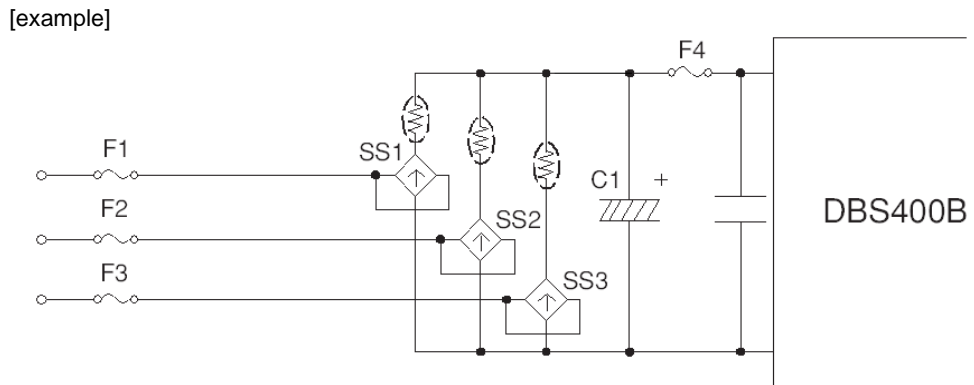 [example]
F4
F1
SS1
C1
+
DBS400B
F2
SS2
F3
SS3